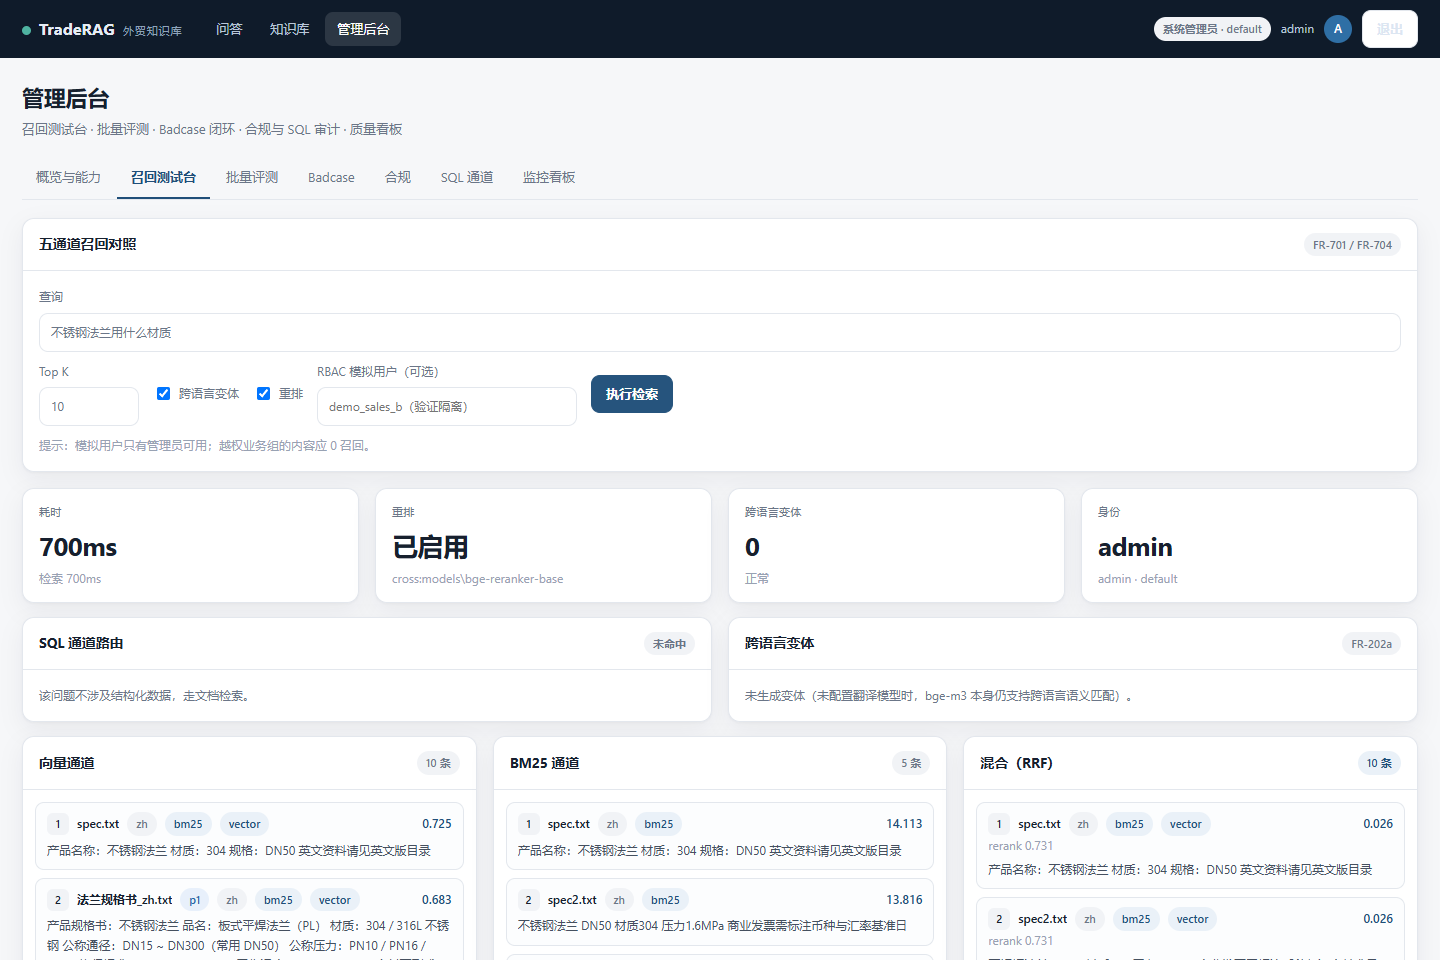 TradeRAG 外贸知识库 问答 知识库 管理后台 系统管理员 · default admin A 退出
管理后台
召回测试台 · 批量评测 · Badcase 闭环 · 合规与 SQL 审计 · 质量看板
概览与能力 召回测试台 批量评测 Badcase 合规 SQL 通道 监控看板
五通道召回对照 FR-701 / FR-704
查询
不锈钢法兰用什么材质
Top K RBAC 模拟用户（可选）
10 跨语言变体 重排 demo_sales_b（验证隔离） 执行检索
提示：模拟用户只有管理员可用；越权业务组的内容应 0 召回。
耗时 重排 跨语言变体 身份
700ms 已启用 0 admin
检索 700ms cross:models\bge-reranker-base 正常 admin · default
SQL 通道路由 未命中 跨语言变体 FR-202a
该问题不涉及结构化数据，走文档检索。 未生成变体（未配置翻译模型时，bge-m3 本身仍支持跨语言语义匹配）。
向量通道 10 条
1 spec.txt zh bm25 vector 0.725
产品名称：不锈钢法兰 材质：304 规格：DN50 英文资料请见英文版目录
2 法兰规格书_zh.txt p1 zh bm25 vector 0.683
产品规格书：不锈钢法兰 品名：板式平焊法兰（PL） 材质：304 / 316L 不锈
钢 公称通径：DN15 ~ DN300（常用 DN50） 公称压力：PN10 / PN16 /
BM25 通道 5 条
1 spec.txt zh bm25 14.113
产品名称：不锈钢法兰 材质：304 规格：DN50 英文资料请见英文版目录
2 spec2.txt zh bm25 13.816
不锈钢法兰 DN50 材质304 压力1.6MPa 商业发票需标注币种与汇率基准日
混合（RRF） 10 条
1 spec.txt zh bm25 vector 0.026
rerank 0.731
产品名称：不锈钢法兰 材质：304 规格：DN50 英文资料请见英文版目录
2 spec2.txt zh bm25 vector 0.026
rerank 0.731